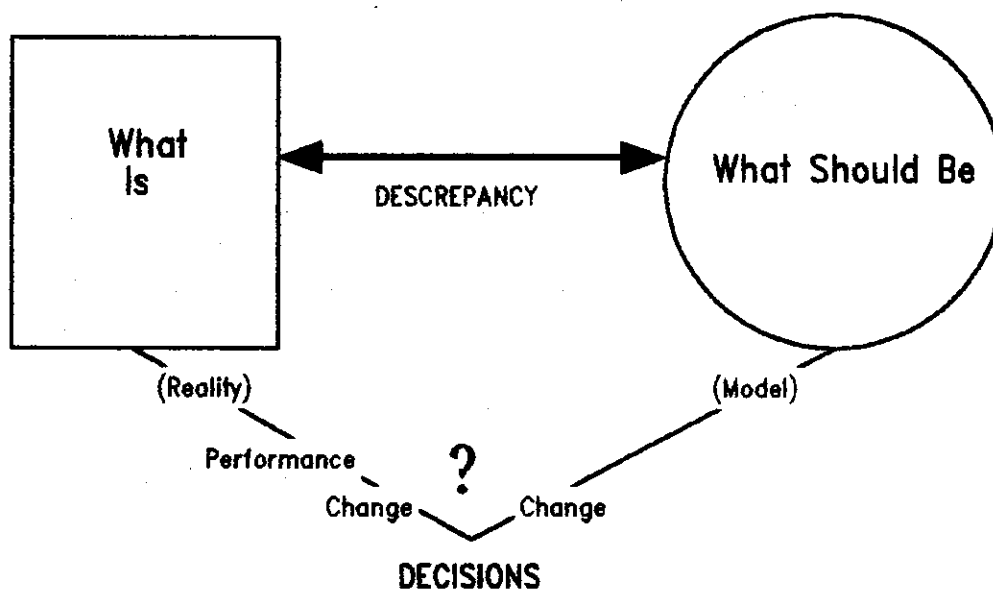 What
Is
What Should Be
DESCREPANCY
(Reality)
(Model)
Performance
?
Change
Change
DECISIONS